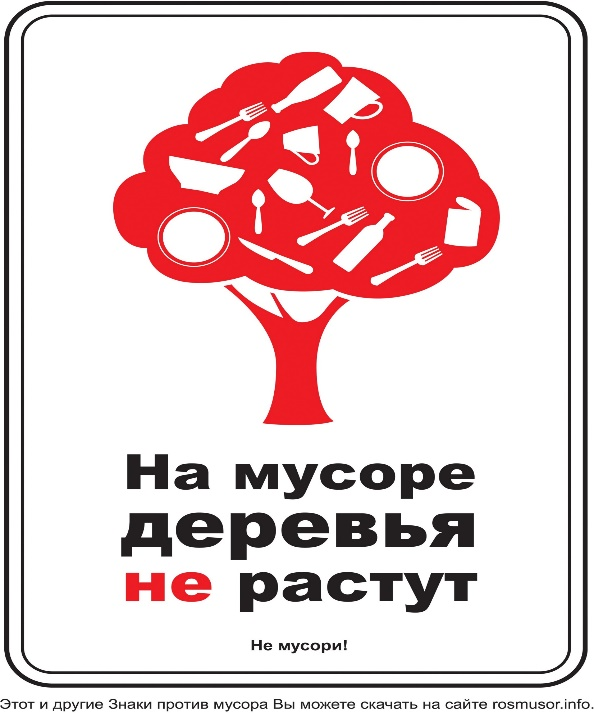 На мусоре
деревья
не растут
Не мусори!
Этот и другие Знаки против мусора Вы можете скачать на сайте rosmusor.info.